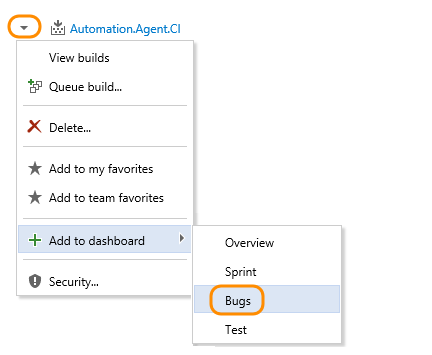 Automation.Agent.CI
View builds
Queue build...
Delete...
Add to my favorites
Add to team favorites
Add to dashboard
Overview
Sprint
Bugs
Test
Security...